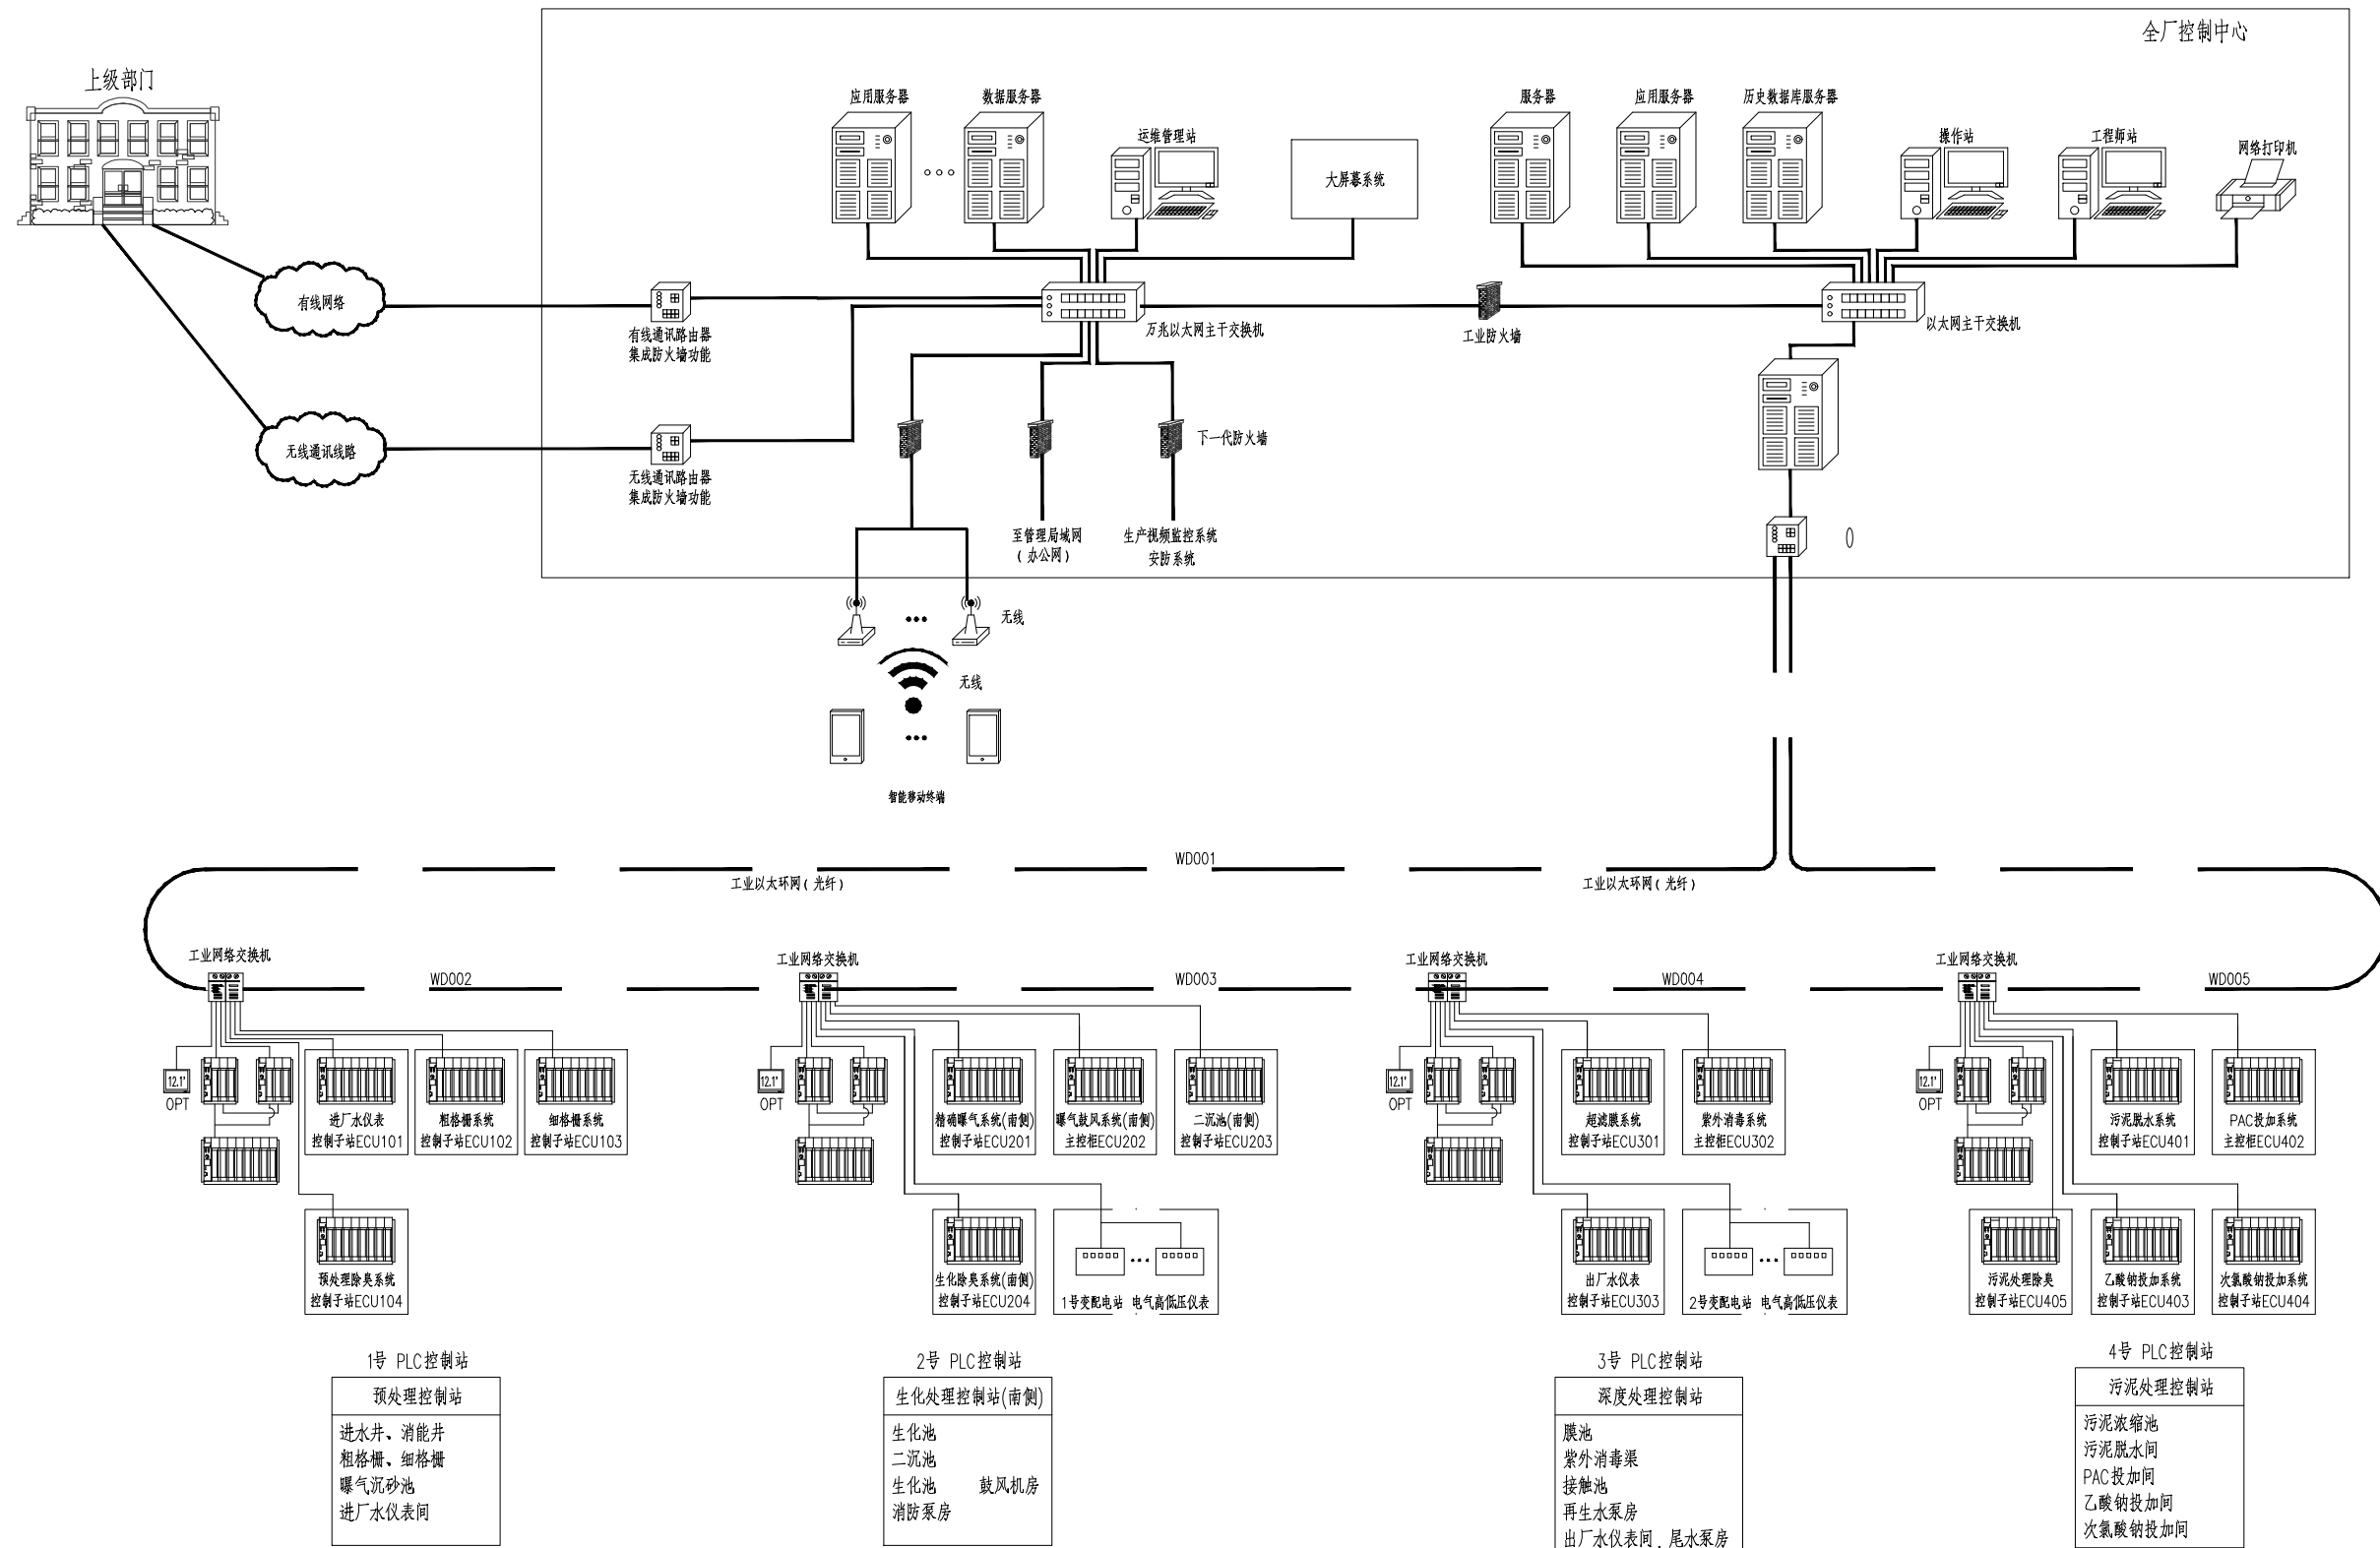 全厂控制中心
上级部门
应用服务器
数据服务器
运维管理站
大屏幕系统
服务器
应用服务器
历史数据库服务器
操作站
工程师站
网络打印机
有线网络
有线通讯路由器
集成防火墙功能
万兆以太网主干交换机
工业防火墙
以太网主干交换机
无线通讯线路
无线通讯路由器
集成防火墙功能
下一代防火墙
至管理局域网
(办公网)
生产视频监控系统
安防系统
()
无线
无线
智能移动终端
WD001
工业以太环网(光纤)
工业以太环网(光纤)
工业网络交换机
工业网络交换机
工业网络交换机
工业网络交换机
WD002
WD003
WD004
WD005
12.1"
OPT
进厂水仪表
控制子站ECU101
粗格栅系统
控制子站ECU102
细格栅系统
控制子站ECU103
预处理除臭系统
控制子站ECU104
12.1"
OPT
精确曝气系统(南侧)
控制子站ECU201
曝气鼓风系统(南侧)
主控柜ECU202
二沉池(南侧)
控制子站ECU203
生化除臭系统(南侧)
控制子站ECU204
1号变配电站 电气高低压仪表
12.1"
OPT
超滤膜系统
控制子站ECU301
紫外消毒系统
主控柜ECU302
出厂水仪表
控制子站ECU303
2号变配电站 电气高低压仪表
12.1"
OPT
污泥脱水系统
控制子站ECU401
PAC投加系统
主控柜ECU402
污泥处理除臭
控制子站ECU405
乙酸钠投加系统
控制子站ECU403
次氯酸钠投加系统
控制子站ECU404
1号 PLC控制站
预处理控制站
进水井、消能井
粗格栅、细格栅
曝气沉砂池
进厂水仪表间
2号 PLC控制站
生化处理控制站(南侧)
生化池
二沉池
生化池 鼓风机房
消防泵房
3号 PLC控制站
深度处理控制站
膜池
紫外消毒渠
接触池
再生水泵房
出厂水仪表间，尾水泵房
4号 PLC控制站
污泥处理控制站
污泥浓缩池
污泥脱水间
PAC投加间
乙酸钠投加间
次氯酸钠投加间